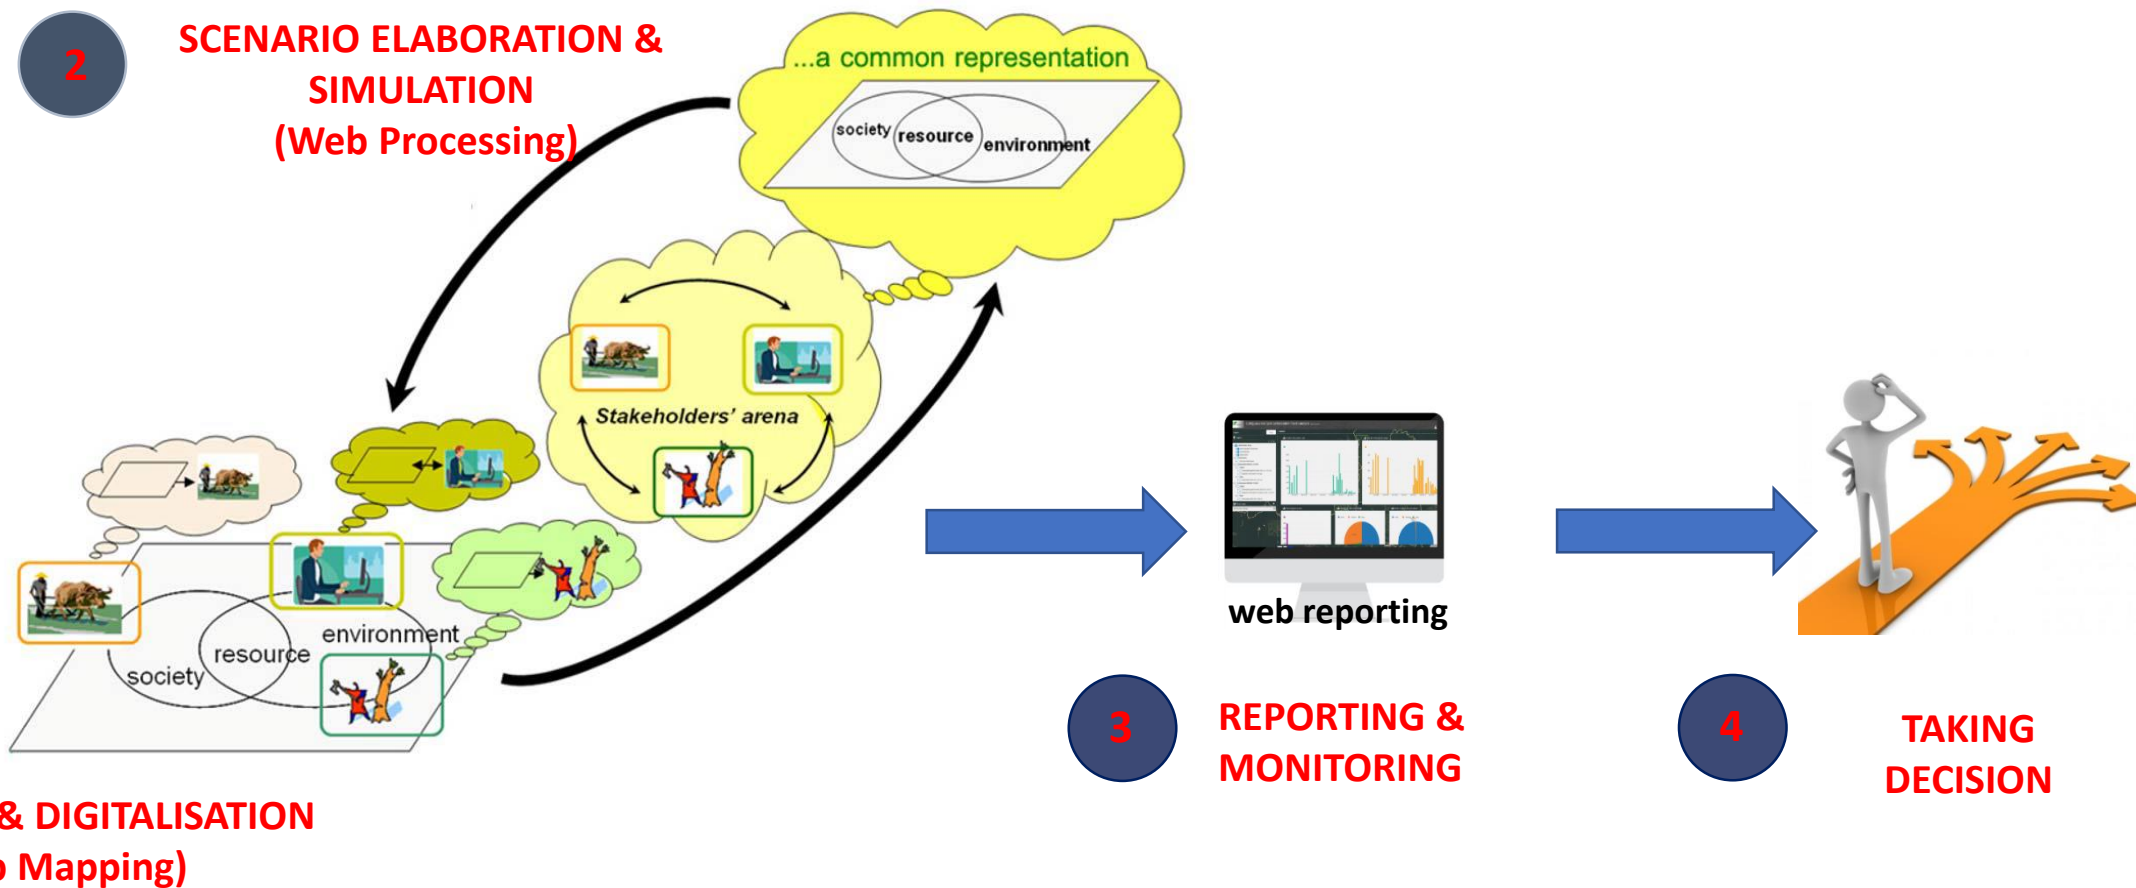 2
SCENARIO ELABORATION &
SIMULATION
(Web Processing)
...a common representation
society
resource
environment
Stakeholders' arena
environment
resource
society
web reporting
3
REPORTING &
MONITORING
4
TAKING
DECISION
& DIGITALISATION
Mapping)